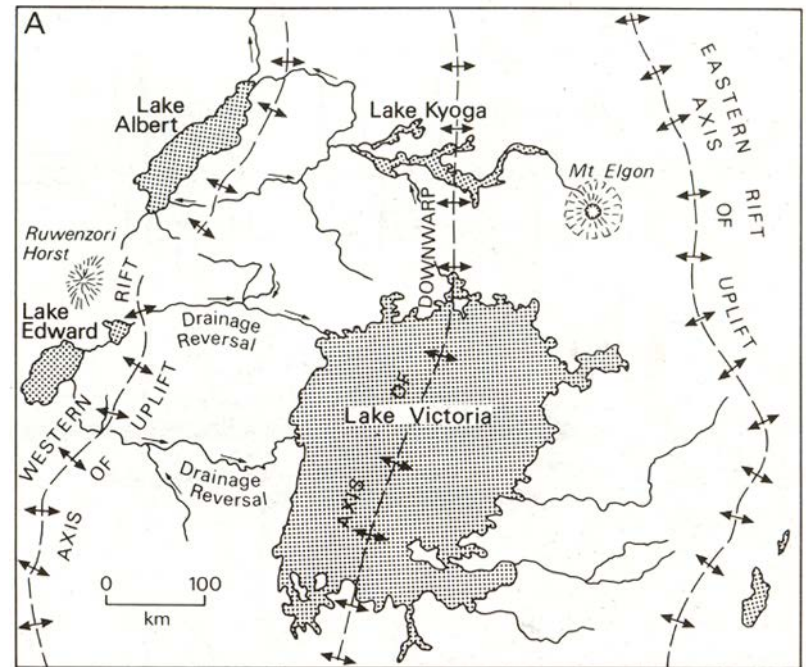 A
Lake
Albert
Lake Kyoga
Mt Elgon
EASTERN RIFT
AXIS OF UPLIFT
Ruwenzori
Horst
Lake
Edward
Drainage
Reversal
Drainage
Reversal
WESTERN RIFT
AXIS OF UPLIFT
AXIS OF DOWNWARP
Lake Victoria
0 100
km